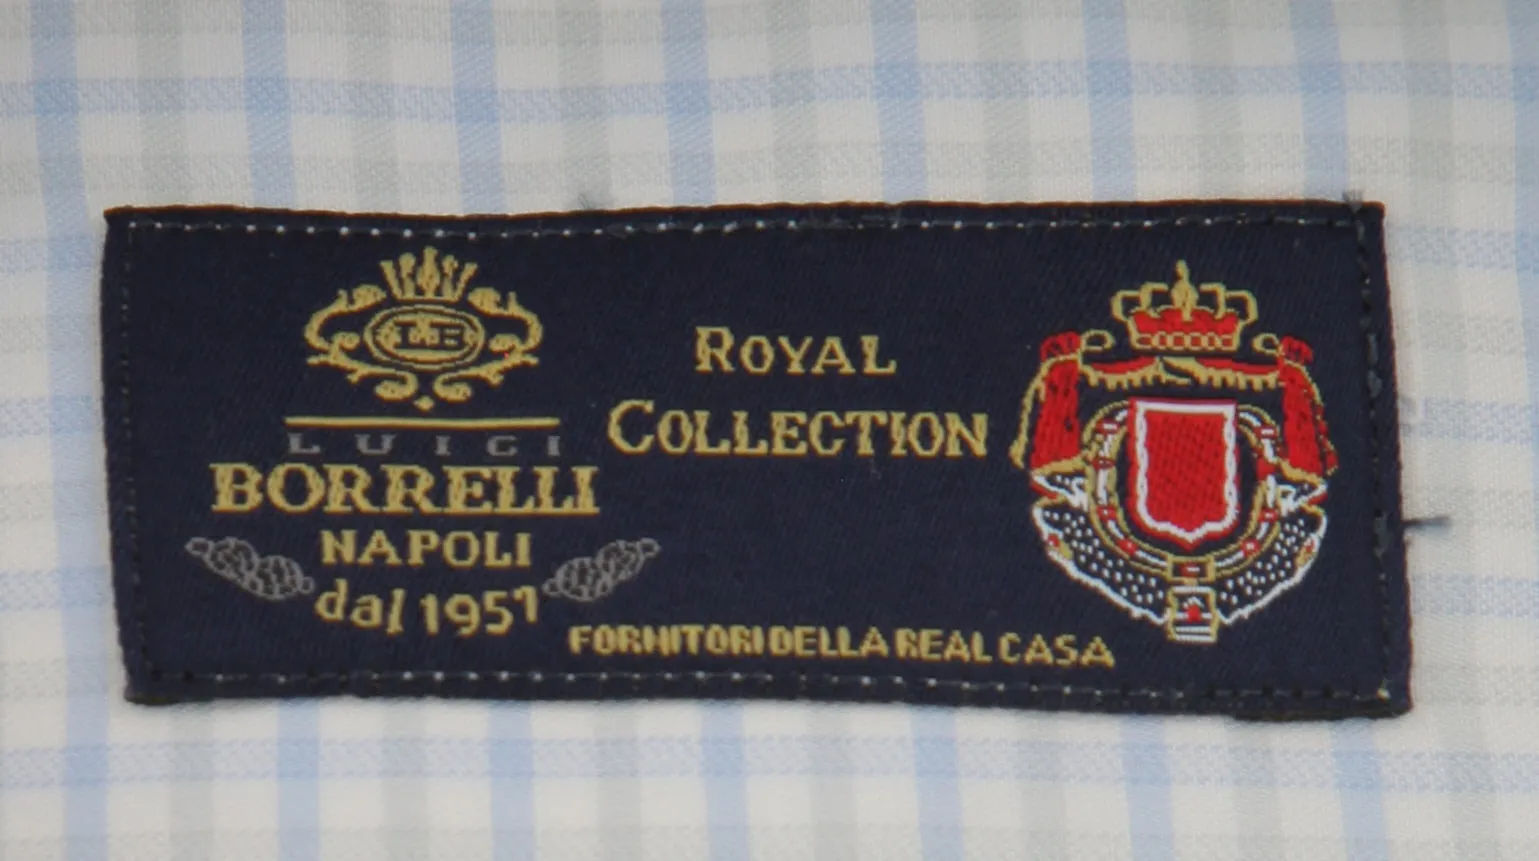 LUIGI
BORRELLI
NAPOLI
dal 1957
ROYAL
COLLECTION
FORNITORI DELLA REAL CASA